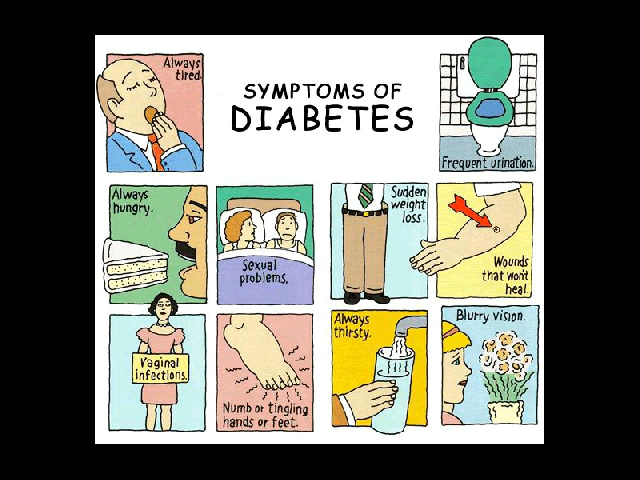 SYMPTOMS OF
DIABETES
Always
tired.
Frequent urination.
Always
hungry.
Sexual
problems.
Sudden
weight
loss.
Wounds
that won't
heal.
Vaginal
infections.
Numb or tingling
hands or feet.
Always
thirsty.
Blurry vision.